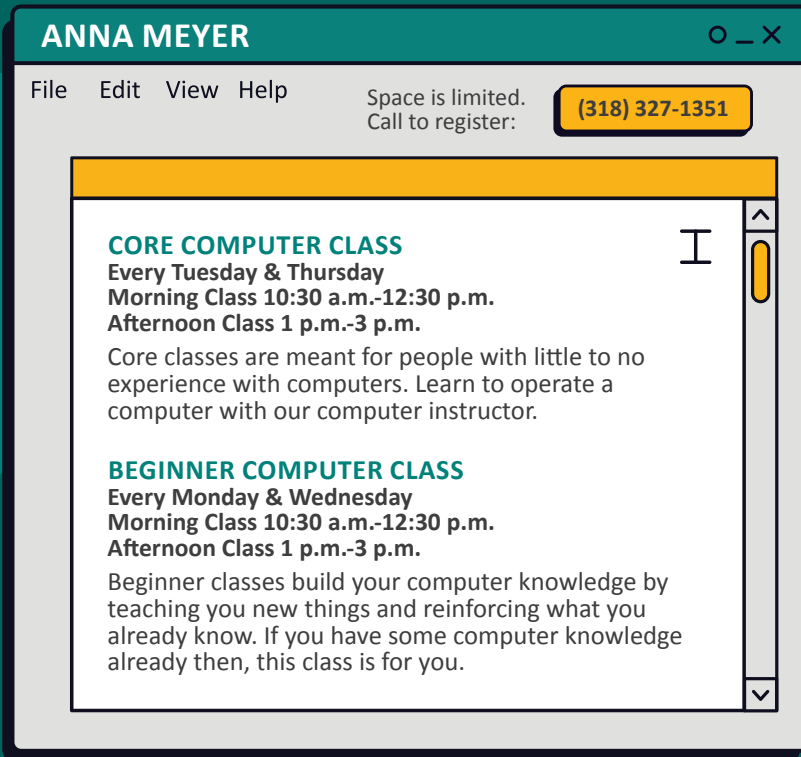 ANNA MEYER
File Edit View Help
Space is limited.
Call to register:
(318) 327-1351
CORE COMPUTER CLASS
Every Tuesday & Thursday
Morning Class 10:30 a.m.-12:30 p.m.
Afternoon Class 1 p.m.-3 p.m.
Core classes are meant for people with little to no
experience with computers. Learn to operate a
computer with our computer instructor.
BEGINNER COMPUTER CLASS
Every Monday & Wednesday
Morning Class 10:30 a.m.-12:30 p.m.
Afternoon Class 1 p.m.-3 p.m.
Beginner classes build your computer knowledge by
teaching you new things and reinforcing what you
already know. If you have some computer knowledge
already then, this class is for you.